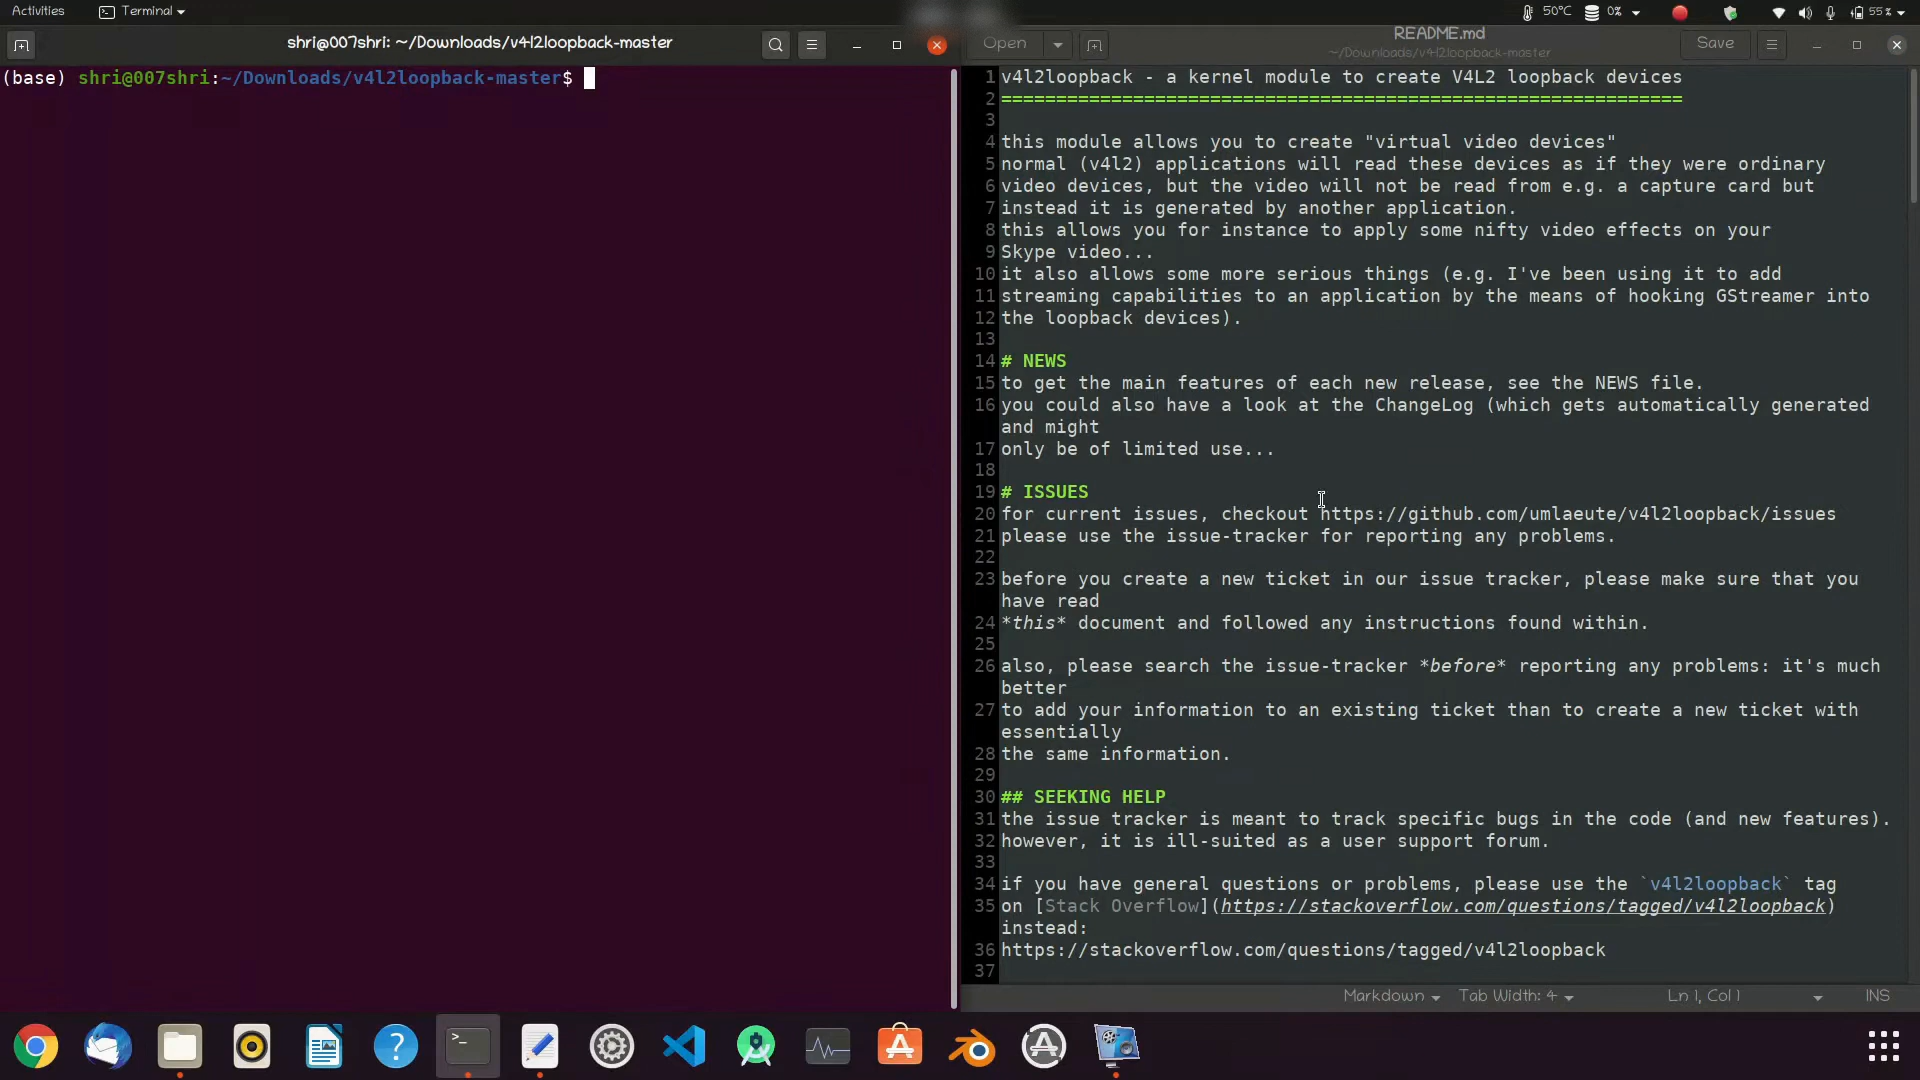 Activities
Terminal
50°C
0%
55%
shri@007shri: ~/Downloads/v4l2loopback-master
(base) shri@007shri:~/Downloads/v4l2loopback-master$
Open
README.md
~/Downloads/v4l2loopback-master
Save
1 v4l2loopback - a kernel module to create V4L2 loopback devices
2 ==============================================================
3
4 this module allows you to create "virtual video devices"
5 normal (v4l2) applications will read these devices as if they were ordinary
6 video devices, but the video will not be read from e.g. a capture card but
7 instead it is generated by another application.
8 this allows you for instance to apply some nifty video effects on your
9 Skype video...
10 it also allows some more serious things (e.g. I've been using it to add
11 streaming capabilities to an application by the means of hooking GStreamer into
12 the loopback devices).
13
14 # NEWS
15 to get the main features of each new release, see the NEWS file.
16 you could also have a look at the ChangeLog (which gets automatically generated
and might
17 only be of limited use...
18
19 # ISSUES
20 for current issues, checkout https://github.com/umlaeute/v4l2loopback/issues
21 please use the issue-tracker for reporting any problems.
22
23 before you create a new ticket in our issue tracker, please make sure that you
have read
24 *this* document and followed any instructions found within.
25
26 also, please search the issue-tracker *before* reporting any problems: it's much
better
27 to add your information to an existing ticket than to create a new ticket with
essentially
28 the same information.
29
30 ## SEEKING HELP
31 the issue tracker is meant to track specific bugs in the code (and new features).
32 however, it is ill-suited as a user support forum.
33
34 if you have general questions or problems, please use the `v4l2loopback` tag
35 on [Stack Overflow](https://stackoverflow.com/questions/tagged/v4l2loopback)
instead:
36 https://stackoverflow.com/questions/tagged/v4l2loopback
37
Markdown
Tab Width: 4
Ln 1, Col 1
INS